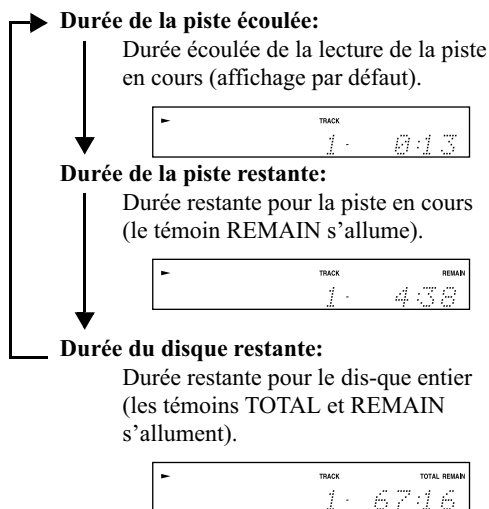 Durée de la piste écoulée:
Durée écoulée de la lecture de la piste
en cours (affichage par défaut).
TRACK
1 · 0:13
Durée de la piste restante:
Durée restante pour la piste en cours
(le témoin REMAIN s’allume).
TRACK REMAIN
1 · 4:38
Durée du disque restante:
Durée restante pour le dis-que entier
(les témoins TOTAL et REMAIN
s’allument).
TRACK TOTAL REMAIN
1 · 67:16